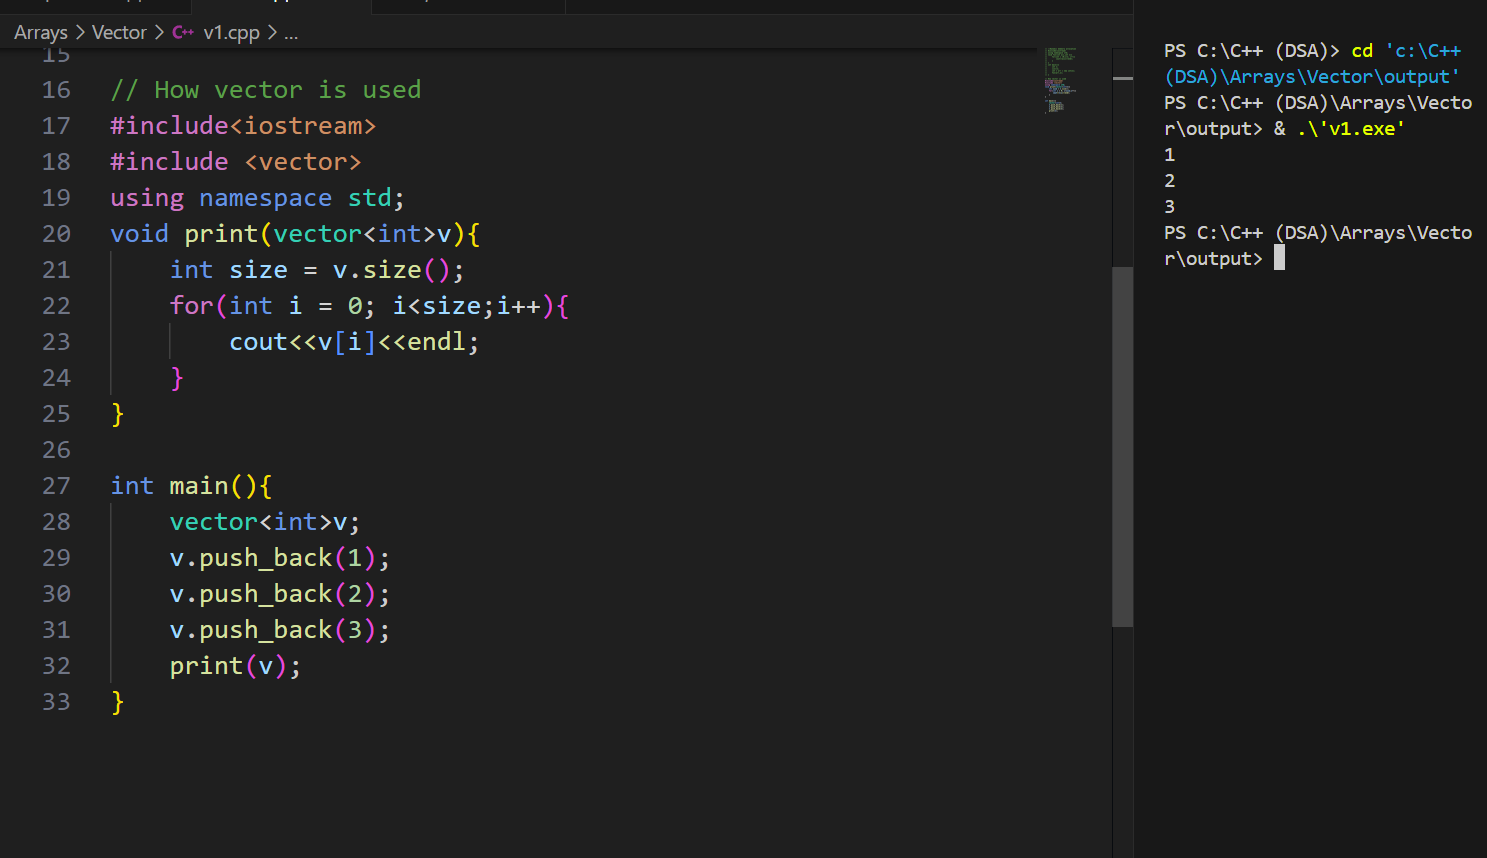 Arrays > Vector > C++ v1.cpp > ...
15
16 // How vector is used
17 #include<iostream>
18 #include <vector>
19 using namespace std;
20 void print(vector<int>v){
21     int size = v.size();
22     for(int i = 0; i<size;i++){
23         cout<<v[i]<<endl;
24     }
25 }
26
27 int main(){
28     vector<int>v;
29     v.push_back(1);
30     v.push_back(2);
31     v.push_back(3);
32     print(v);
33 }
PS C:\C++ (DSA)> cd 'c:\C++
(DSA)\Arrays\Vector\output'
PS C:\C++ (DSA)\Arrays\Vecto
r\output> & .\'v1.exe'
1
2
3
PS C:\C++ (DSA)\Arrays\Vecto
r\output>